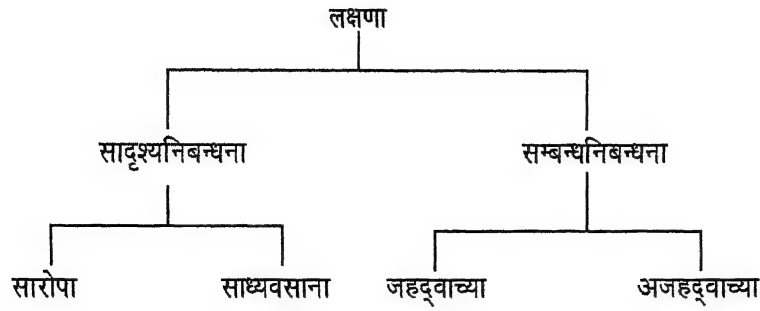 लक्षणा
सादृश्यनिबन्धना सम्बन्धनिबन्धना
सारोपा साध्यवसाना जहद्वाच्या अजहद्वाच्या